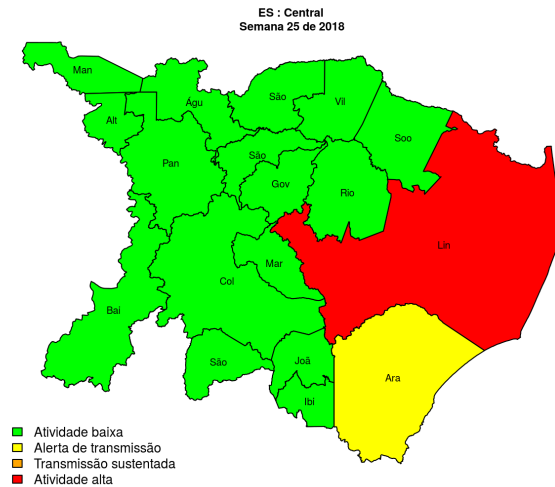 ES : Central
Semana 25 de 2018
Man
Águ
São
Vil
Alt
Soo
São
Pan
Gov
Rio
Lin
Mar
Col
Bai
São
Joã
Ara
Ibi
Atividade baixa
Alerta de transmissão
Transmissão sustentada
Atividade alta